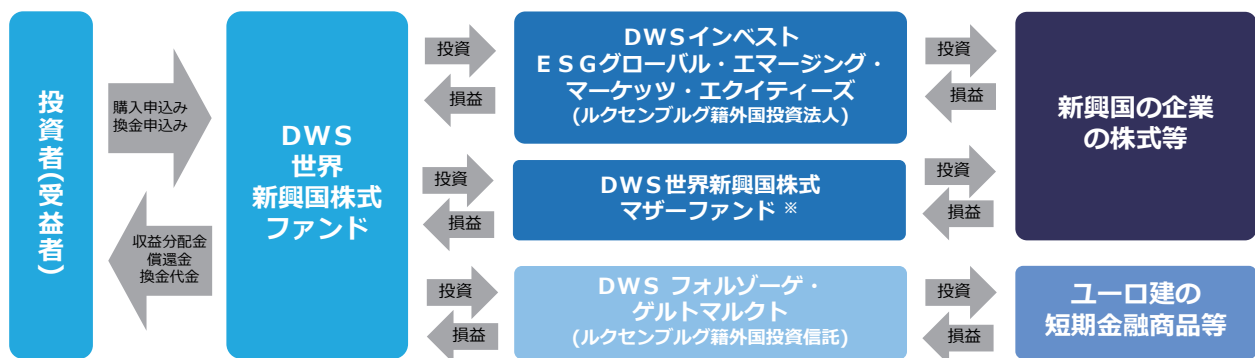 投資者(受益者)
購入申込み
換金申込み
収益分配金
償還金
換金代金
DWS
世界
新興国株式
ファンド
投資
損益
DWSインベスト
ESGグローバル・エマージング・
マーケッツ・エクイティーズ
(ルクセンブルグ籍外国投資法人)
投資
損益
新興国の企業
の株式等
投資
損益
DWS世界新興国株式
マザーファンド ※
投資
損益
投資
損益
DWS フォルゾーゲ・
ゲルトマルクト
(ルクセンブルグ籍外国投資信託)
投資
損益
ユーロ建の
短期金融商品等